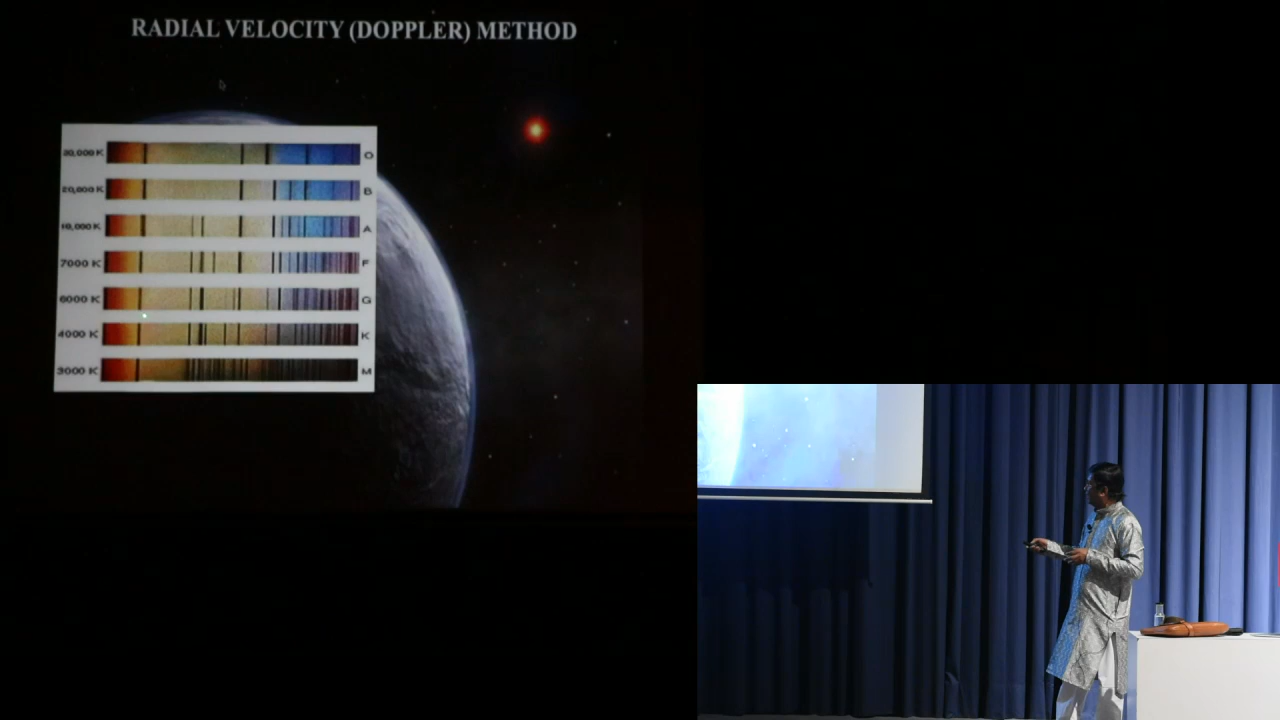 RADIAL VELOCITY (DOPPLER) METHOD
30,000 K O
20,000 K B
10,000 K A
7000 K F
6000 K G
4000 K K
3000 K M